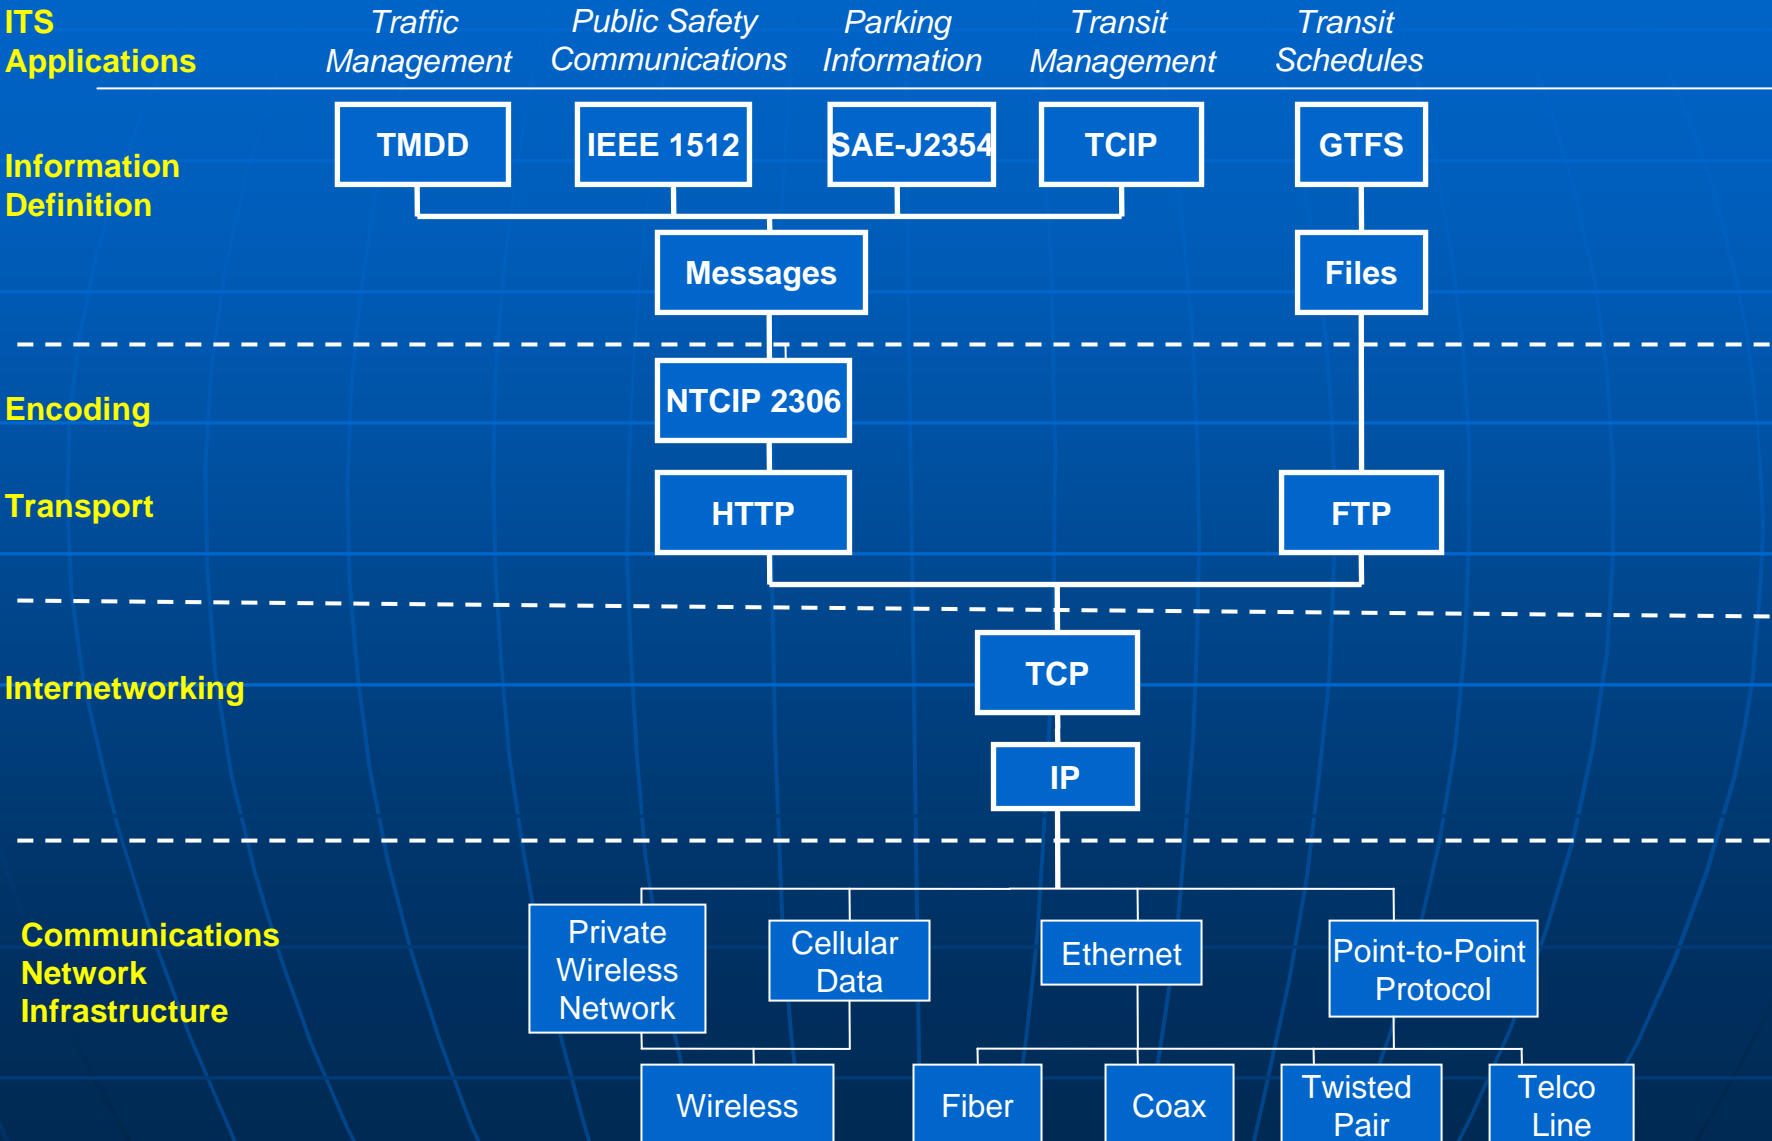 ITS
Applications
Traffic
Management
Public Safety
Communications
Parking
Information
Transit
Management
Transit
Schedules
Information
Definition
TMDD
IEEE 1512
SAE-J2354
TCIP
GTFS
Messages
Files
Encoding
NTCIP 2306
Transport
HTTP
FTP
Internetworking
TCP
IP
Communications
Network
Infrastructure
Private
Wireless
Network
Cellular
Data
Ethernet
Point-to-Point
Protocol
Wireless
Fiber
Coax
Twisted
Pair
Telco
Line